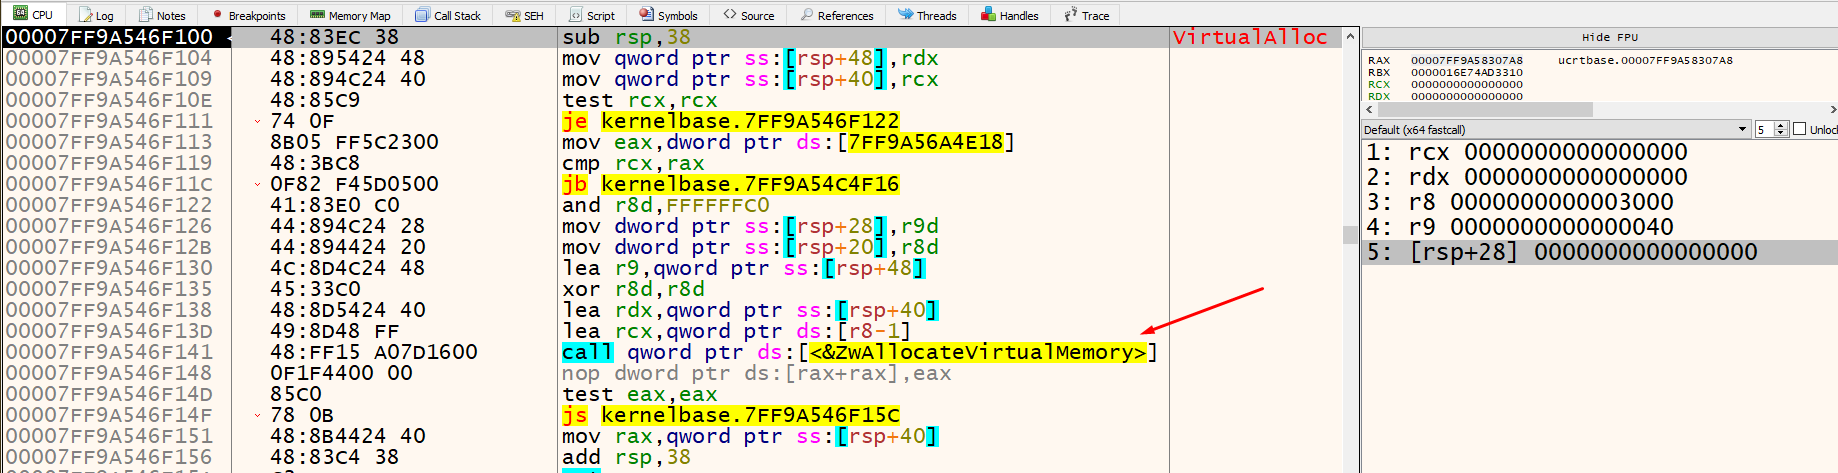 CPU Log Notes Breakpoints Memory Map Call Stack SEH Script Symbols Source References Threads Handles Trace
00007FF9A546F100 48:83EC 38 sub rsp,38 VirtualAlloc
00007FF9A546F104 48:895424 48 mov qword ptr ss:[rsp+48],rdx
00007FF9A546F109 48:894C24 40 mov qword ptr ss:[rsp+40],rcx
00007FF9A546F10E 48:85C9 test rcx,rcx
00007FF9A546F111 74 0F je kernelbase.7FF9A546F122
00007FF9A546F113 8B05 FF5C2300 mov eax,dword ptr ds:[7FF9A56A4E18]
00007FF9A546F119 48:3BC8 cmp rcx,rax
00007FF9A546F11C 0F82 F45D0500 jb kernelbase.7FF9A54C4F16
00007FF9A546F122 41:83E0 C0 and r8d,FFFFFFC0
00007FF9A546F126 44:894C24 28 mov dword ptr ss:[rsp+28],r9d
00007FF9A546F12B 44:894424 20 mov dword ptr ss:[rsp+20],r8d
00007FF9A546F130 4C:8D4C24 48 lea r9,qword ptr ss:[rsp+48]
00007FF9A546F135 45:33C0 xor r8d,r8d
00007FF9A546F138 48:8D5424 40 lea rdx,qword ptr ss:[rsp+40]
00007FF9A546F13D 49:8D48 FF lea rcx,qword ptr ds:[r8-1]
00007FF9A546F141 48:FF15 A07D1600 call qword ptr ds:[<&ZwAllocateVirtualMemory>]
00007FF9A546F148 0F1F4400 00 nop dword ptr ds:[rax+rax],eax
00007FF9A546F14D 85C0 test eax,eax
00007FF9A546F14F 78 0B js kernelbase.7FF9A546F15C
00007FF9A546F151 48:8B4424 40 mov rax,qword ptr ss:[rsp+40]
00007FF9A546F156 48:83C4 38 add rsp,38
Hide FPU
RAX 00007FF9A58307A8 ucrtbase.00007FF9A58307A8
RBX 0000016E74AD3310
RCX 0000000000000000
RDX 0000000000000000
Default (x64 fastcall) 5
1: rcx 0000000000000000
2: rdx 0000000000000000
3: r8 0000000000003000
4: r9 0000000000000040
5: [rsp+28] 0000000000000000